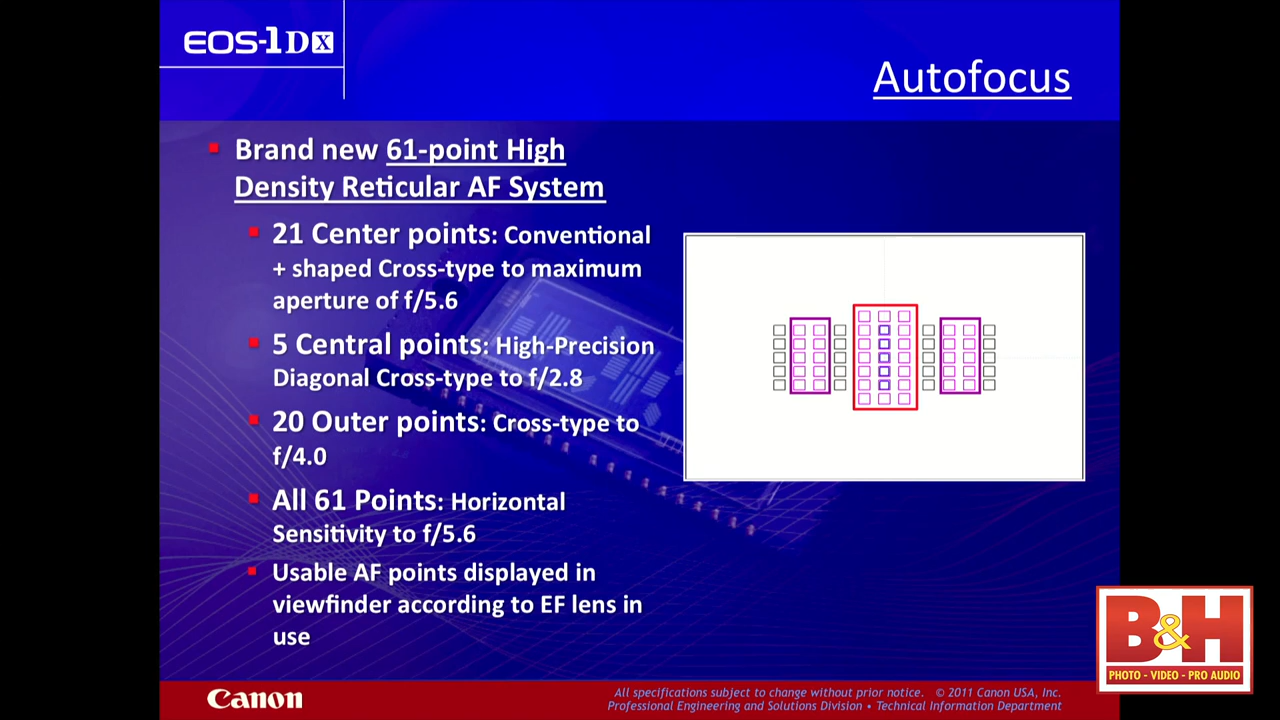 EOS-1DX
Autofocus
Brand new 61-point High
Density Reticular AF System
21 Center points: Conventional
+ shaped Cross-type to maximum
aperture of f/5.6
5 Central points: High-Precision
Diagonal Cross-type to f/2.8
20 Outer points: Cross-type to
f/4.0
All 61 Points: Horizontal
Sensitivity to f/5.6
Usable AF points displayed in
viewfinder according to EF lens in
use
Canon
All specifications subject to change without prior notice. © 2011 Canon USA, Inc.
Professional Engineering and Solutions Division • Technical Information Department
B&H
PHOTO - VIDEO - PRO AUDIO